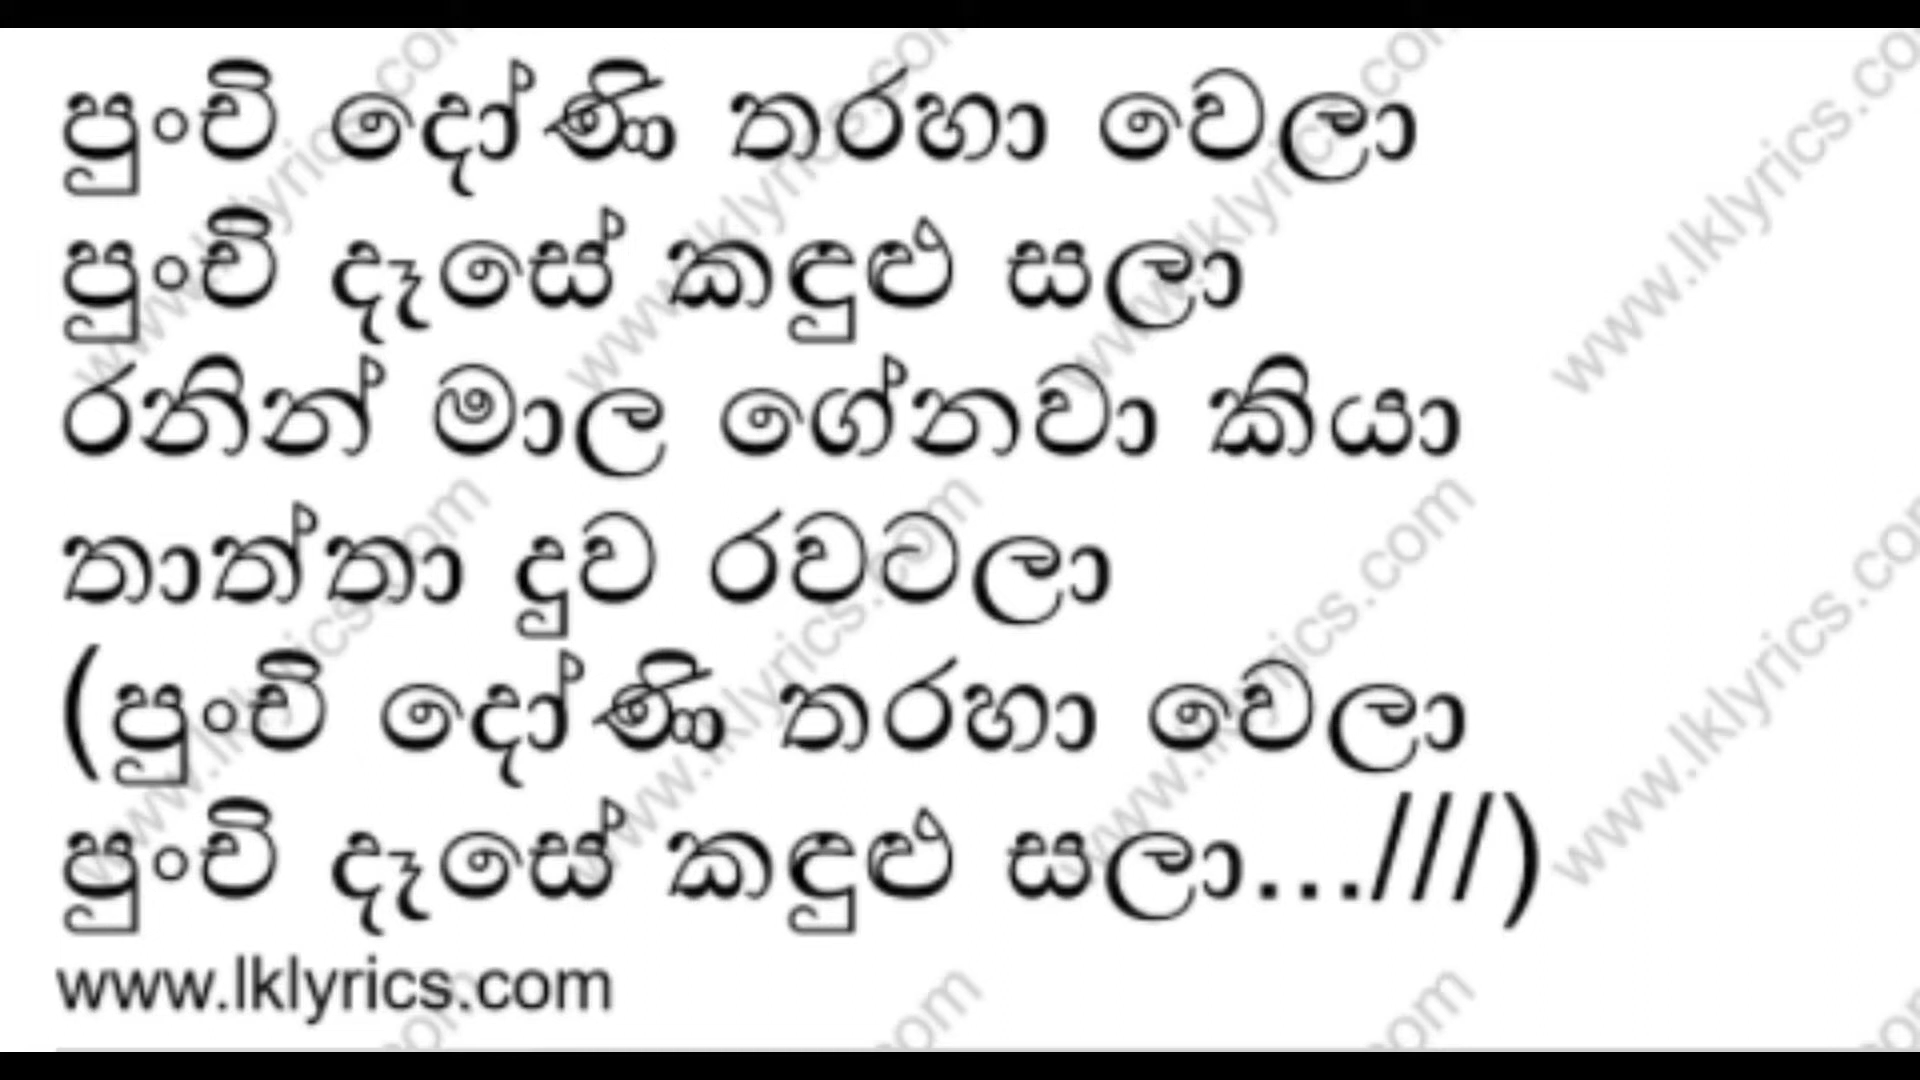 පුංචි දෝණි තරහා වෙලා
පුංචි දෑසේ කඳුළු සලා
රනින් මාල ගේනවා කියා
තාත්තා දුව රවටලා
(පුංචි දෝණි තරහා වෙලා
පුංචි දෑසේ කඳුළු සලා...///)
www.lklyrics.com